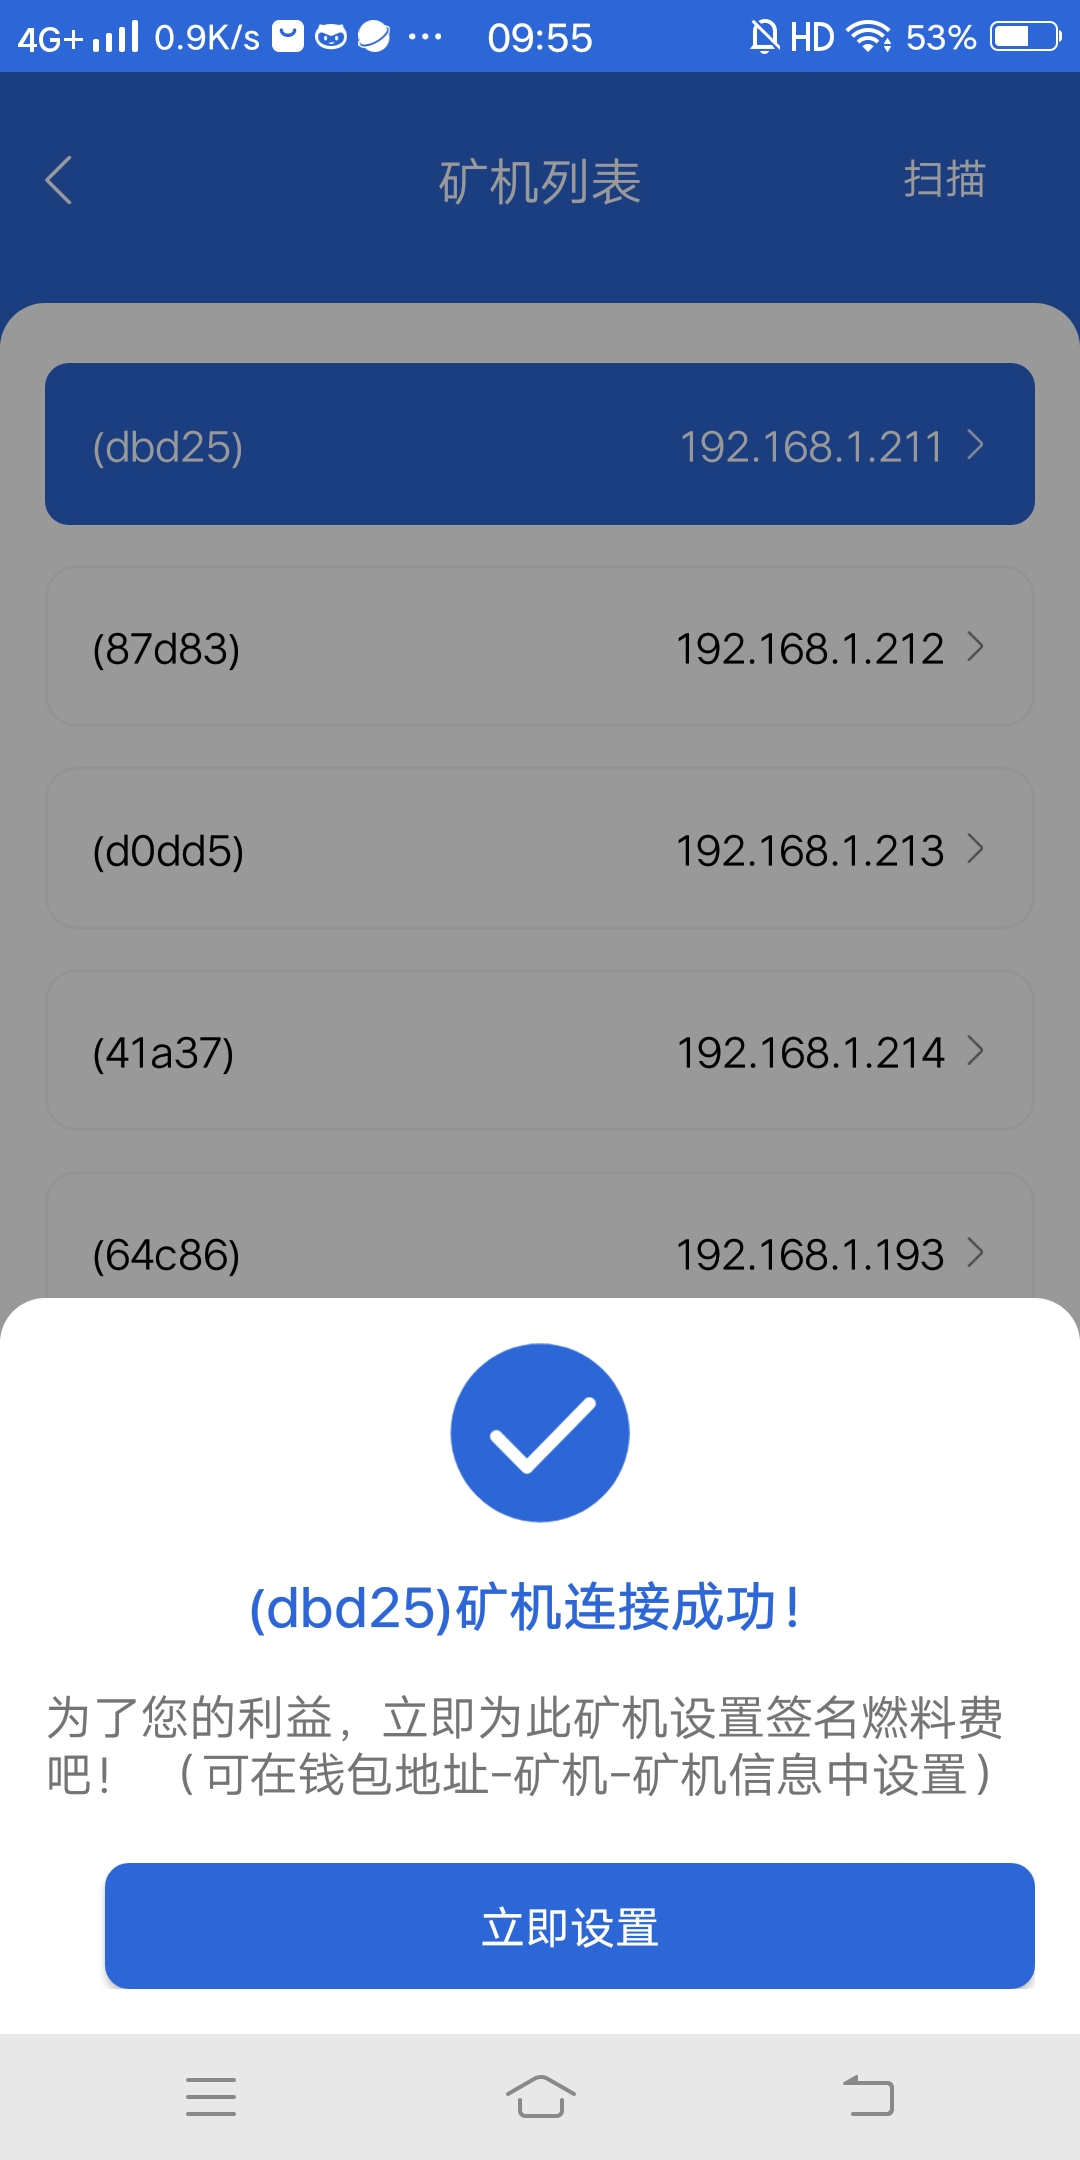 4G+ 0.9K/s ... 09:55 HD 53%
矿机列表 扫描
(dbd25) 192.168.1.211
(87d83) 192.168.1.212
(d0dd5) 192.168.1.213
(41a37) 192.168.1.214
(64c86) 192.168.1.193
(dbd25)矿机连接成功！
为了您的利益，立即为此矿机设置签名燃料费
吧！（可在钱包地址-矿机-矿机信息中设置）
立即设置